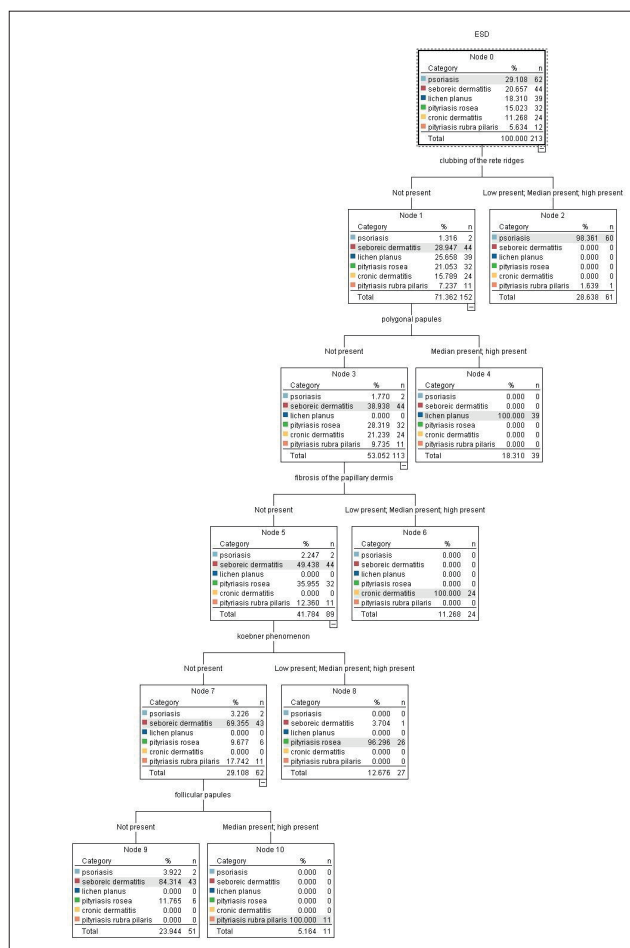 ESD
Node 0
Category % n
psoriasis 29.108 62
seboreic dermatitis 20.657 44
lichen planus 18.310 39
pityriasis rosea 15.023 32
cronic dermatitis 11.268 24
pityriasis rubra pilaris 5.634 12
Total 100.000 213
clubbing of the rete ridges
Not present
Low present; Median present; high present
Node 1
Category % n
psoriasis 1.316 2
seboreic dermatitis 28.947 44
lichen planus 25.658 39
pityriasis rosea 21.053 32
cronic dermatitis 15.789 24
pityriasis rubra pilaris 7.237 11
Total 71.362 152
Node 2
Category % n
psoriasis 98.361 60
seboreic dermatitis 0.000 0
lichen planus 0.000 0
pityriasis rosea 0.000 0
cronic dermatitis 0.000 0
pityriasis rubra pilaris 1.639 1
Total 28.638 61
polygonal papules
Not present
Median present; high present
Node 3
Category % n
psoriasis 1.770 2
seboreic dermatitis 38.938 44
lichen planus 0.000 0
pityriasis rosea 28.319 32
cronic dermatitis 21.239 24
pityriasis rubra pilaris 9.735 11
Total 53.052 113
Node 4
Category % n
psoriasis 0.000 0
seboreic dermatitis 0.000 0
lichen planus 100.000 39
pityriasis rosea 0.000 0
cronic dermatitis 0.000 0
pityriasis rubra pilaris 0.000 0
Total 18.310 39
fibrosis of the papillary dermis
Not present
Low present; Median present; high present
Node 5
Category % n
psoriasis 2.247 2
seboreic dermatitis 49.438 44
lichen planus 0.000 0
pityriasis rosea 35.955 32
cronic dermatitis 0.000 0
pityriasis rubra pilaris 12.360 11
Total 41.784 89
Node 6
Category % n
psoriasis 0.000 0
seboreic dermatitis 0.000 0
lichen planus 0.000 0
pityriasis rosea 0.000 0
cronic dermatitis 100.000 24
pityriasis rubra pilaris 0.000 0
Total 11.268 24
koebner phenomenon
Not present
Low present; Median present; high present
Node 7
Category % n
psoriasis 3.226 2
seboreic dermatitis 69.355 43
lichen planus 0.000 0
pityriasis rosea 9.677 6
cronic dermatitis 0.000 0
pityriasis rubra pilaris 17.742 11
Total 29.108 62
Node 8
Category % n
psoriasis 0.000 0
seboreic dermatitis 3.704 1
lichen planus 0.000 0
pityriasis rosea 96.296 26
cronic dermatitis 0.000 0
pityriasis rubra pilaris 0.000 0
Total 12.676 27
follicular papules
Not present
Median present; high present
Node 9
Category % n
psoriasis 3.922 2
seboreic dermatitis 84.314 43
lichen planus 0.000 0
pityriasis rosea 11.765 6
cronic dermatitis 0.000 0
pityriasis rubra pilaris 0.000 0
Total 23.944 51
Node 10
Category % n
psoriasis 0.000 0
seboreic dermatitis 0.000 0
lichen planus 0.000 0
pityriasis rosea 0.000 0
cronic dermatitis 0.000 0
pityriasis rubra pilaris 100.000 11
Total 5.164 11